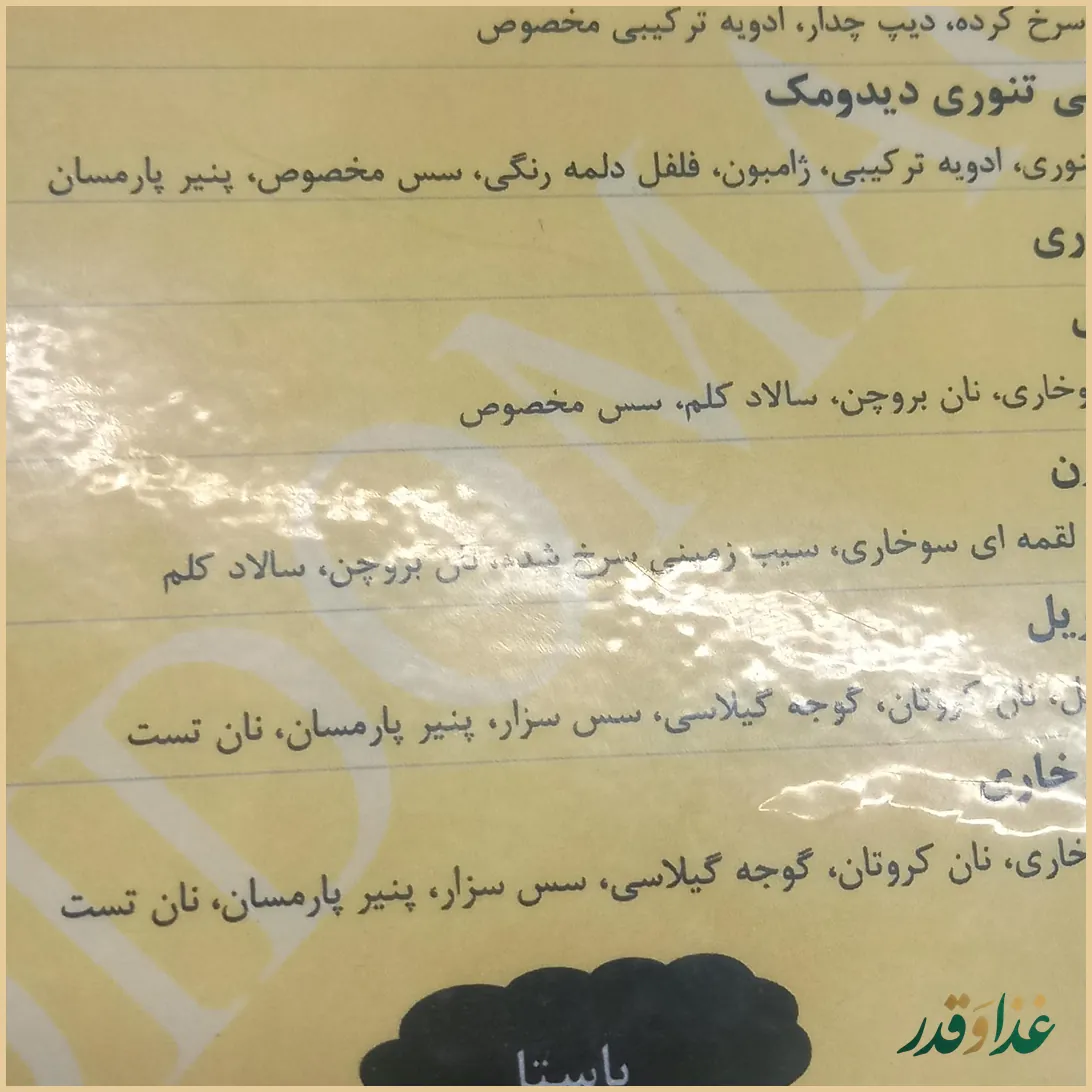 سرخ کرده، دیپ چدار، ادویه ترکیبی مخصوص
ی تنوری دیدومک
نوری، ادویه ترکیبی، ژامبون، فلفل دلمه رنگی، سس مخصوص، پنیر پارمسان
ری
وخاری، نان بروچن، سالاد کلم، سس مخصوص
ن
لقمه ای سوخاری، سیب زمینی سرخ شده، نان بروچن، سالاد کلم
ریل
ل، نان کروتان، گوجه گیلاسی، سس سزار، پنیر پارمسان، نان تست
خاری
خاری، نان کروتان، گوجه گیلاسی، سس سزار، پنیر پارمسان، نان تست
پاستا
غذا و قدر